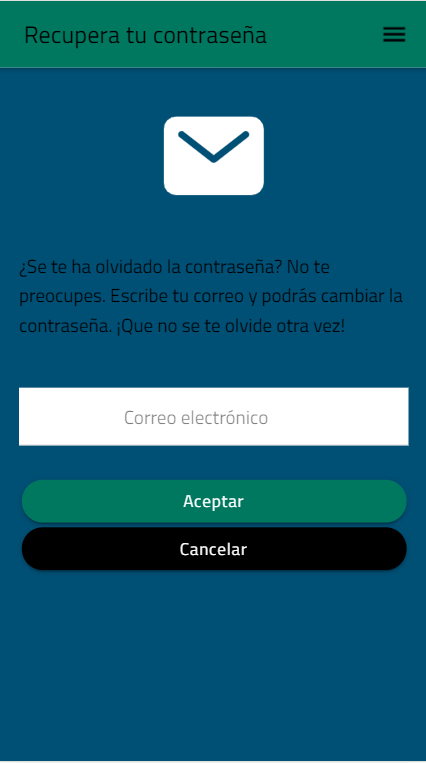 Recupera tu contraseña
¿Se te ha olvidado la contraseña? No te
preocupes. Escribe tu correo y podrás cambiar la
contraseña. ¡Que no se te olvide otra vez!
Correo electrónico
Aceptar
Cancelar